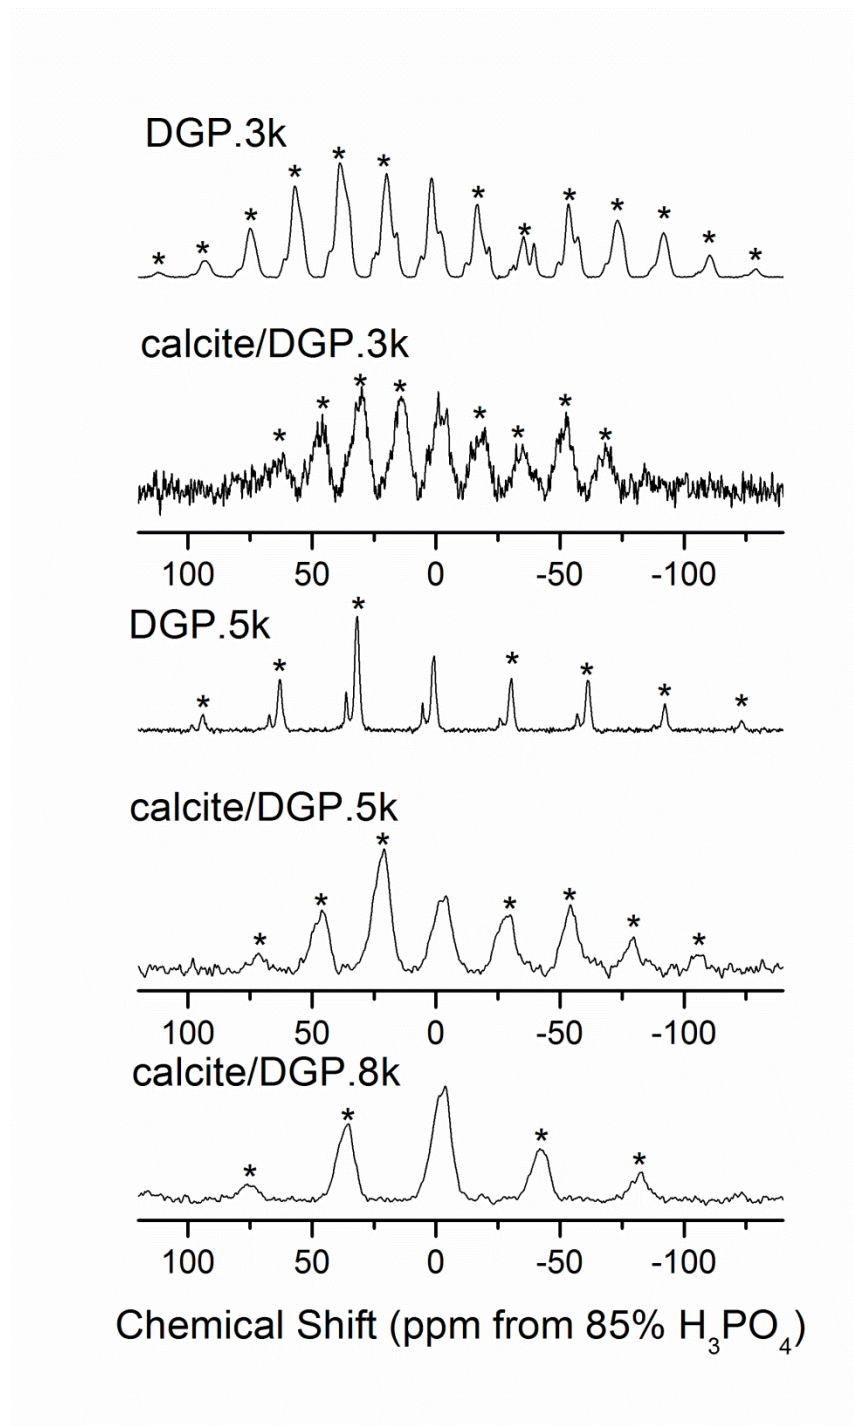 DGP.3k
* * * * * * * * * * * * *
calcite/DGP.3k
* * * * * * * * *
100 50 0 -50 -100
DGP.5k
* * * * * * *
calcite/DGP.5k
* * * * * * *
100 50 0 -50 -100
calcite/DGP.8k
* * * *
100 50 0 -50 -100
Chemical Shift (ppm from 85% H₃PO₄)